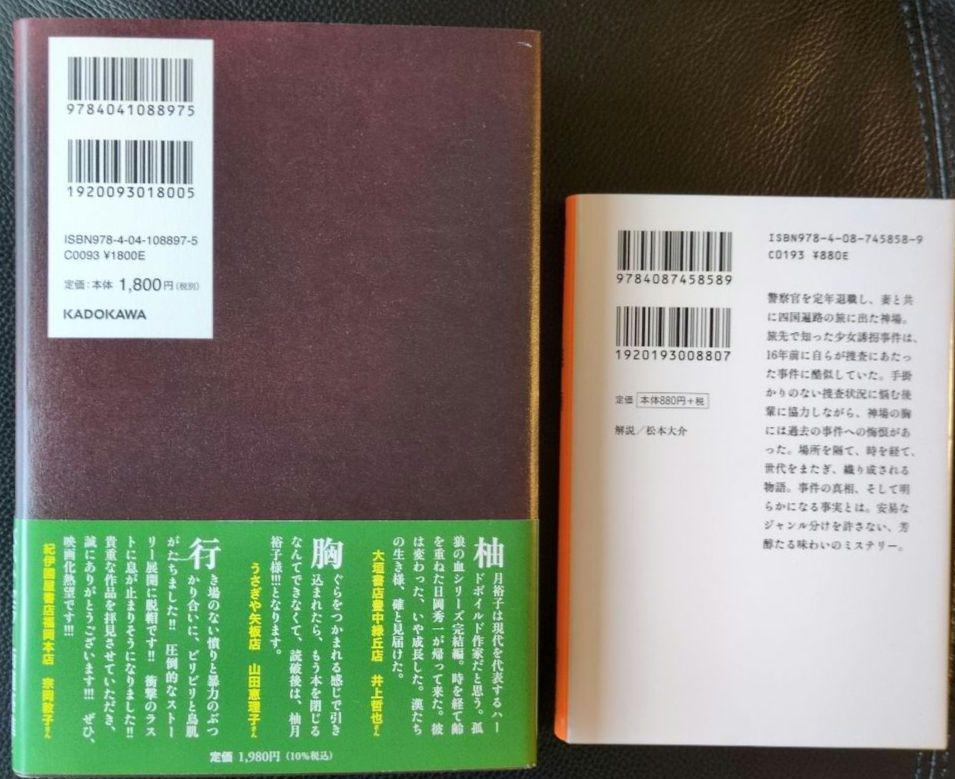 9784041088975
1920093018005
ISBN978-4-04-108897-5
C0093 ¥1800E
定価：本体 1,800円（税別）
KADOKAWA
柚月裕子は現代を代表するハー
ドボイルド作家だと思う。孤
狼の血シリーズ完結編。時を経て齢
を重ねた日岡秀一が帰って来た。彼
は変わった、いや成長した。漢たち
の生き様、確と見届けた。
大垣書店豊中緑丘店 井上哲也さん
胸ぐらをつかまれる感じで引き
込まれたら、もう本を閉じる
なんてできなくて、読破後は、柚月
裕子様!!!となります。
うさぎや矢板店 山田恵理子さん
行き場のない憤りと暴力のぶつ
かり合いに、ビリビリと鳥肌
がたちました!! 圧倒的なストー
リー展開に脱帽です!! 衝撃のラス
トに息が止まりそうになりました!!
貴重な作品を拝見させていただき、
誠にありがとうございます!!! ぜひ、
映画化熱望です!!!
紀伊國屋書店福岡本店 宗岡敦子さん
定価 1,980円（10%税込）
9784087458589
1920193008807
ISBN978-4-08-745858-9
C0193 ¥880E
定価 本体880円+税
解説／松本大介
警察官を定年退職し、妻と共
に四国遍路の旅に出た神場。
旅先で知った少女誘拐事件は、
16年前に自らが捜査にあたっ
た事件に酷似していた。手掛
かりのない捜査状況に悩む後
輩に協力しながら、神場の胸
には過去の事件への悔恨があ
った。場所を隔て、時を経て、
世代をまたぎ、織り成される
物語。事件の真相、そして明
らかになる事実とは。安易な
ジャンル分けを許さない、芳
醇たる味わいのミステリー。